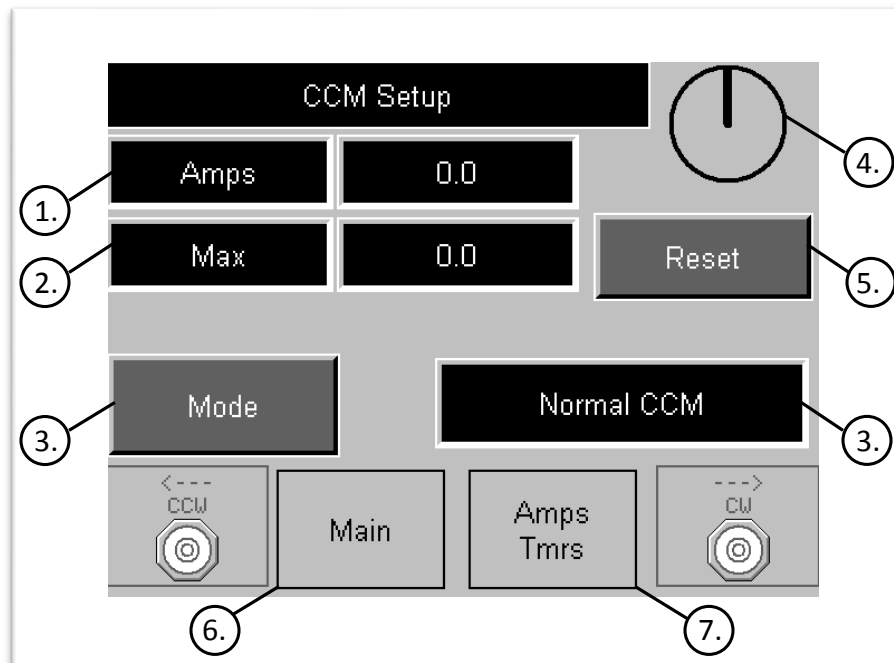 CCM Setup
4.
1.
Amps 0.0
2.
Max 0.0
Reset
5.
3.
Mode
Normal CCM
3.
<---
CCW
Main
Amps
Tmrs
--->
CW
6.
7.